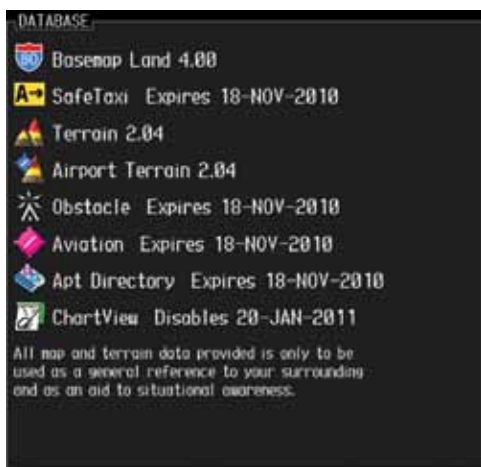 DATABASE
80 Basemap Land 4.00
A→ SafeTaxi Expires 18-NOV-2010
Terrain 2.04
Airport Terrain 2.04
Obstacle Expires 18-NOV-2010
Aviation Expires 18-NOV-2010
Apt Directory Expires 18-NOV-2010
ChartView Disables 20-JAN-2011
All map and terrain data provided is only to be
used as a general reference to your surrounding
and as an aid to situational awareness.